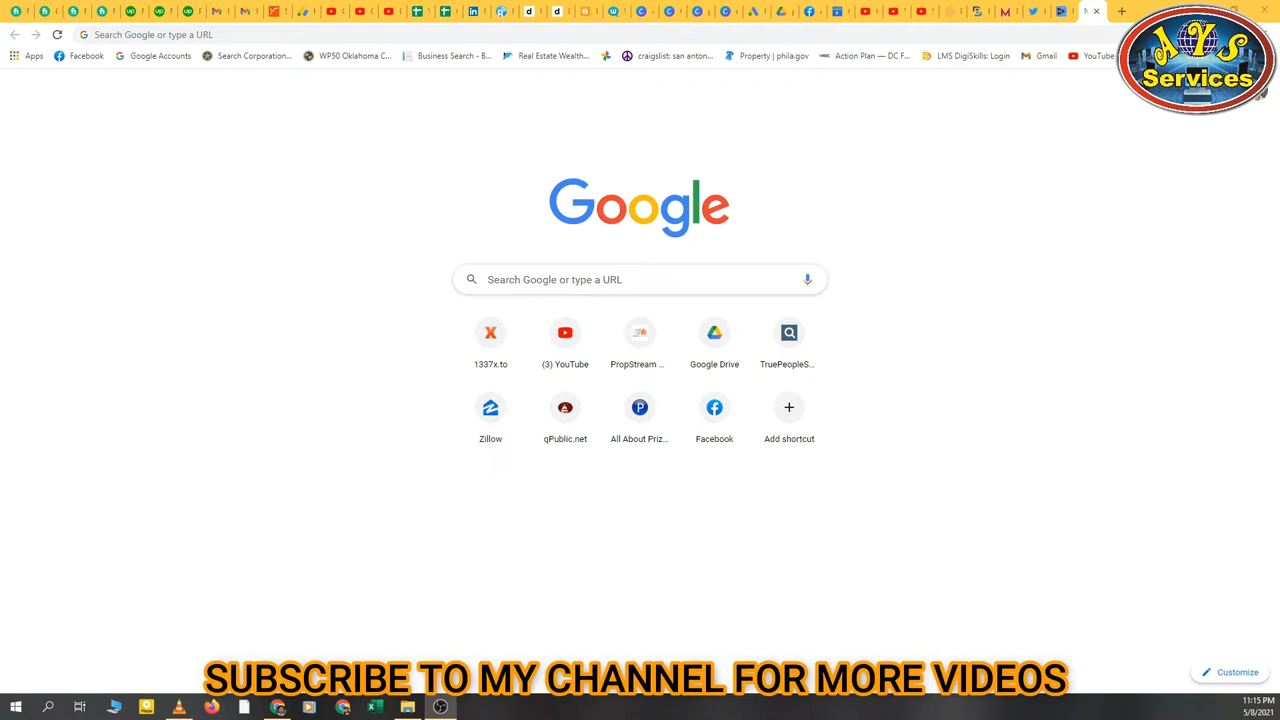 Search Google or type a URL
Apps Facebook Google Accounts Search Corporation... WP50 Oklahoma C... Business Search - B... Real Estate Wealth... craigslist: san anton... Property | phila.gov Action Plan — DC F... LMS DigiSkills: Login Gmail YouTube
AYS
Services
Google
Search Google or type a URL
1337x.to (3) YouTube PropStream ... Google Drive TruePeopleS...
Zillow qPublic.net All About Priz... Facebook Add shortcut
Customize
SUBSCRIBE TO MY CHANNEL FOR MORE VIDEOS
11:15 PM
5/8/2021